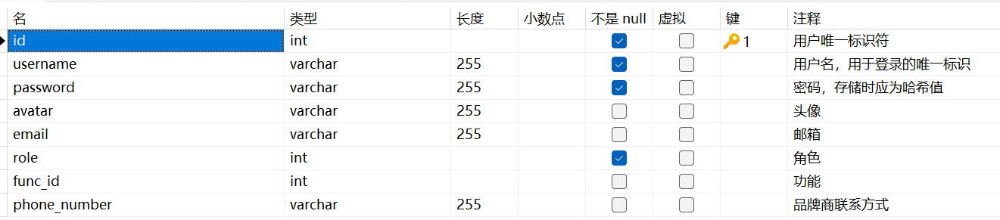 名 类型 长度 小数点 不是 null 虚拟 键 注释
id int 1 用户唯一标识符
username varchar 255 用户名，用于登录的唯一标识
password varchar 255 密码，存储时应为哈希值
avatar varchar 255 头像
email varchar 255 邮箱
role int 角色
func_id int 功能
phone_number varchar 255 品牌商联系方式